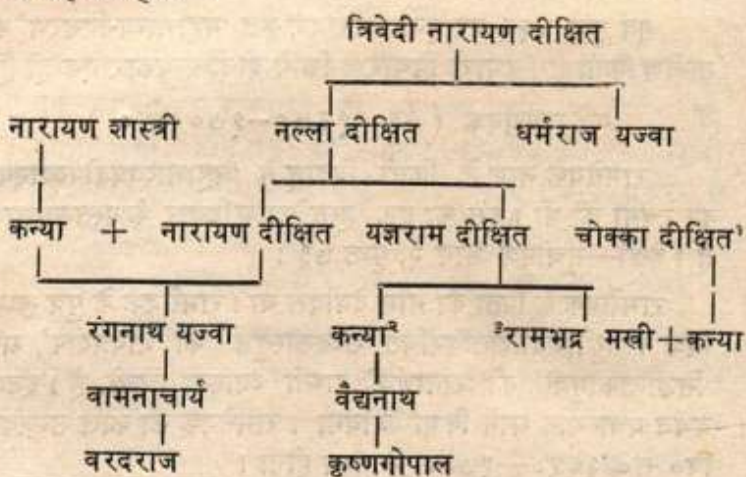 त्रिवेदी नारायण दीक्षित
नारायण शास्त्री नल्ला दीक्षित धर्मराज यज्वा
कन्या + नारायण दीक्षित यज्ञराम दीक्षित चोक्का दीक्षित¹
रंगनाथ यज्वा कन्या² ³रामभद्र मखी+कन्या
वामनाचार्य वैद्यनाथ
वरदराज कृष्णगोपाल